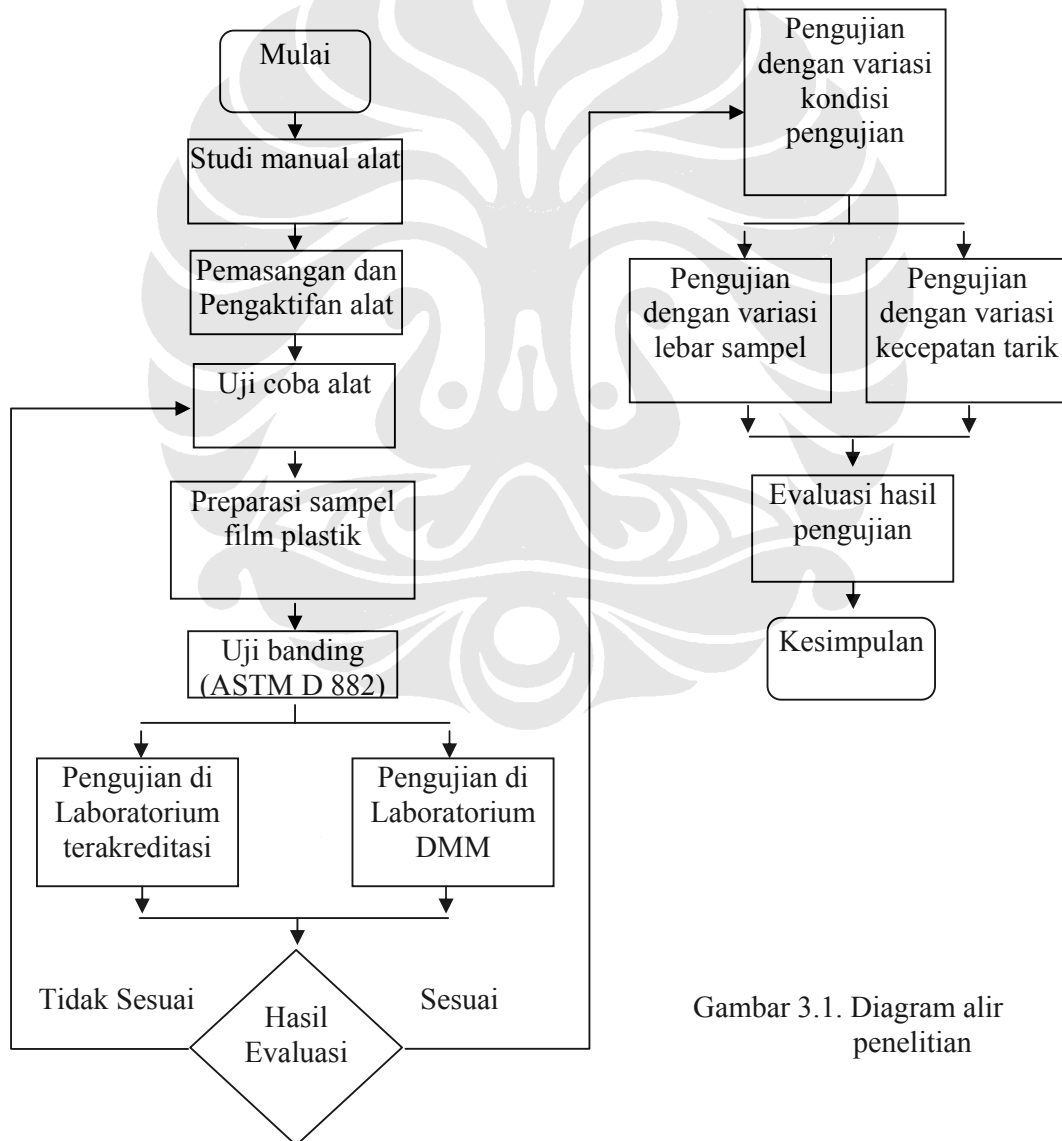 Mulai
Studi manual alat
Pemasangan dan
Pengaktifan alat
Uji coba alat
Preparasi sampel
film plastik
Uji banding
(ASTM D 882)
Pengujian di
Laboratorium
terakreditasi
Pengujian di
Laboratorium
DMM
Tidak Sesuai
Hasil
Evaluasi
Sesuai
Pengujian
dengan variasi
kondisi
pengujian
Pengujian
dengan variasi
lebar sampel
Pengujian
dengan variasi
kecepatan tarik
Evaluasi hasil
pengujian
Kesimpulan
Gambar 3.1. Diagram alir
penelitian